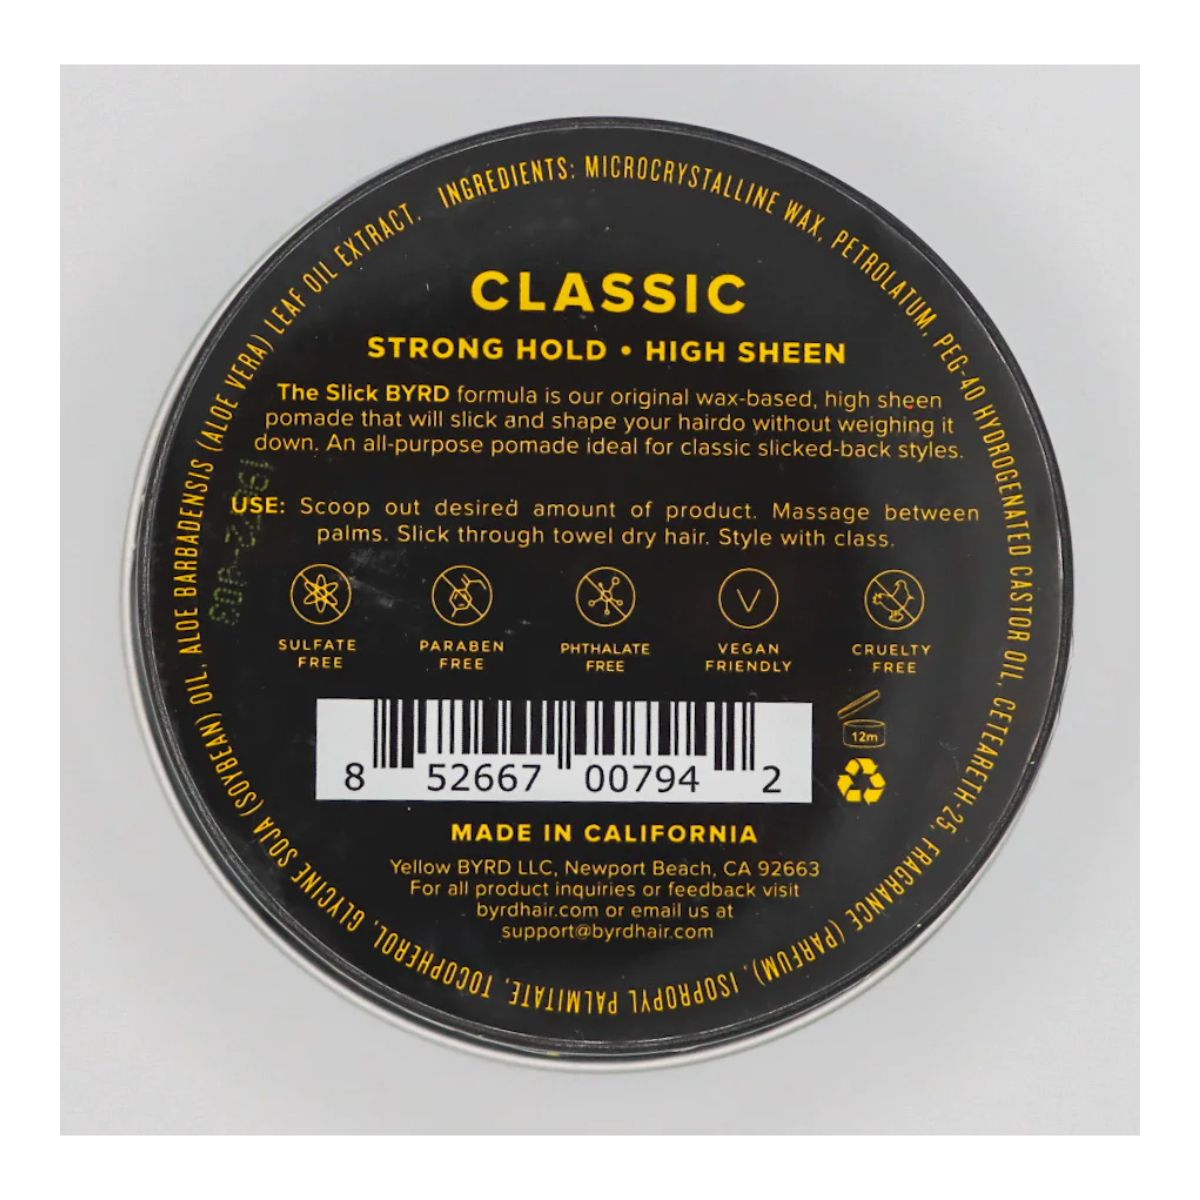 INGREDIENTS: MICROCRYSTALLINE WAX, PETROLATUM, PEG-40 HYDROGENATED CASTOR OIL, CETEARETH-25, FRAGRANCE (PARFUM), ISOPROPYL PALMITATE, TOCOPHEROL, GLYCINE SOJA (SOYBEAN) OIL, ALOE BARBADENSIS (ALOE VERA) LEAF OIL EXTRACT.
CLASSIC
STRONG HOLD • HIGH SHEEN
The Slick BYRD formula is our original wax-based, high sheen
pomade that will slick and shape your hairdo without weighing it
down. An all-purpose pomade ideal for classic slicked-back styles.
USE: Scoop out desired amount of product. Massage between
palms. Slick through towel dry hair. Style with class.
SULFATE
FREE
PARABEN
FREE
PHTHALATE
FREE
VEGAN
FRIENDLY
CRUELTY
FREE
12m
8 52667 00794 2
MADE IN CALIFORNIA
Yellow BYRD LLC, Newport Beach, CA 92663
For all product inquiries or feedback visit
byrdhair.com or email us at
support@byrdhair.com